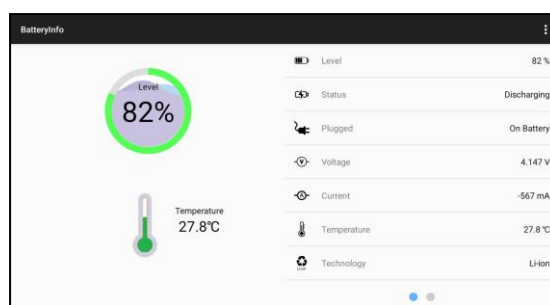 BatteryInfo
Level
82%
Temperature
27.8℃
Level 82 %
Status Discharging
Plugged On Battery
Voltage 4.147 V
Current -567 mA
Temperature 27.8 ℃
Technology Li-ion